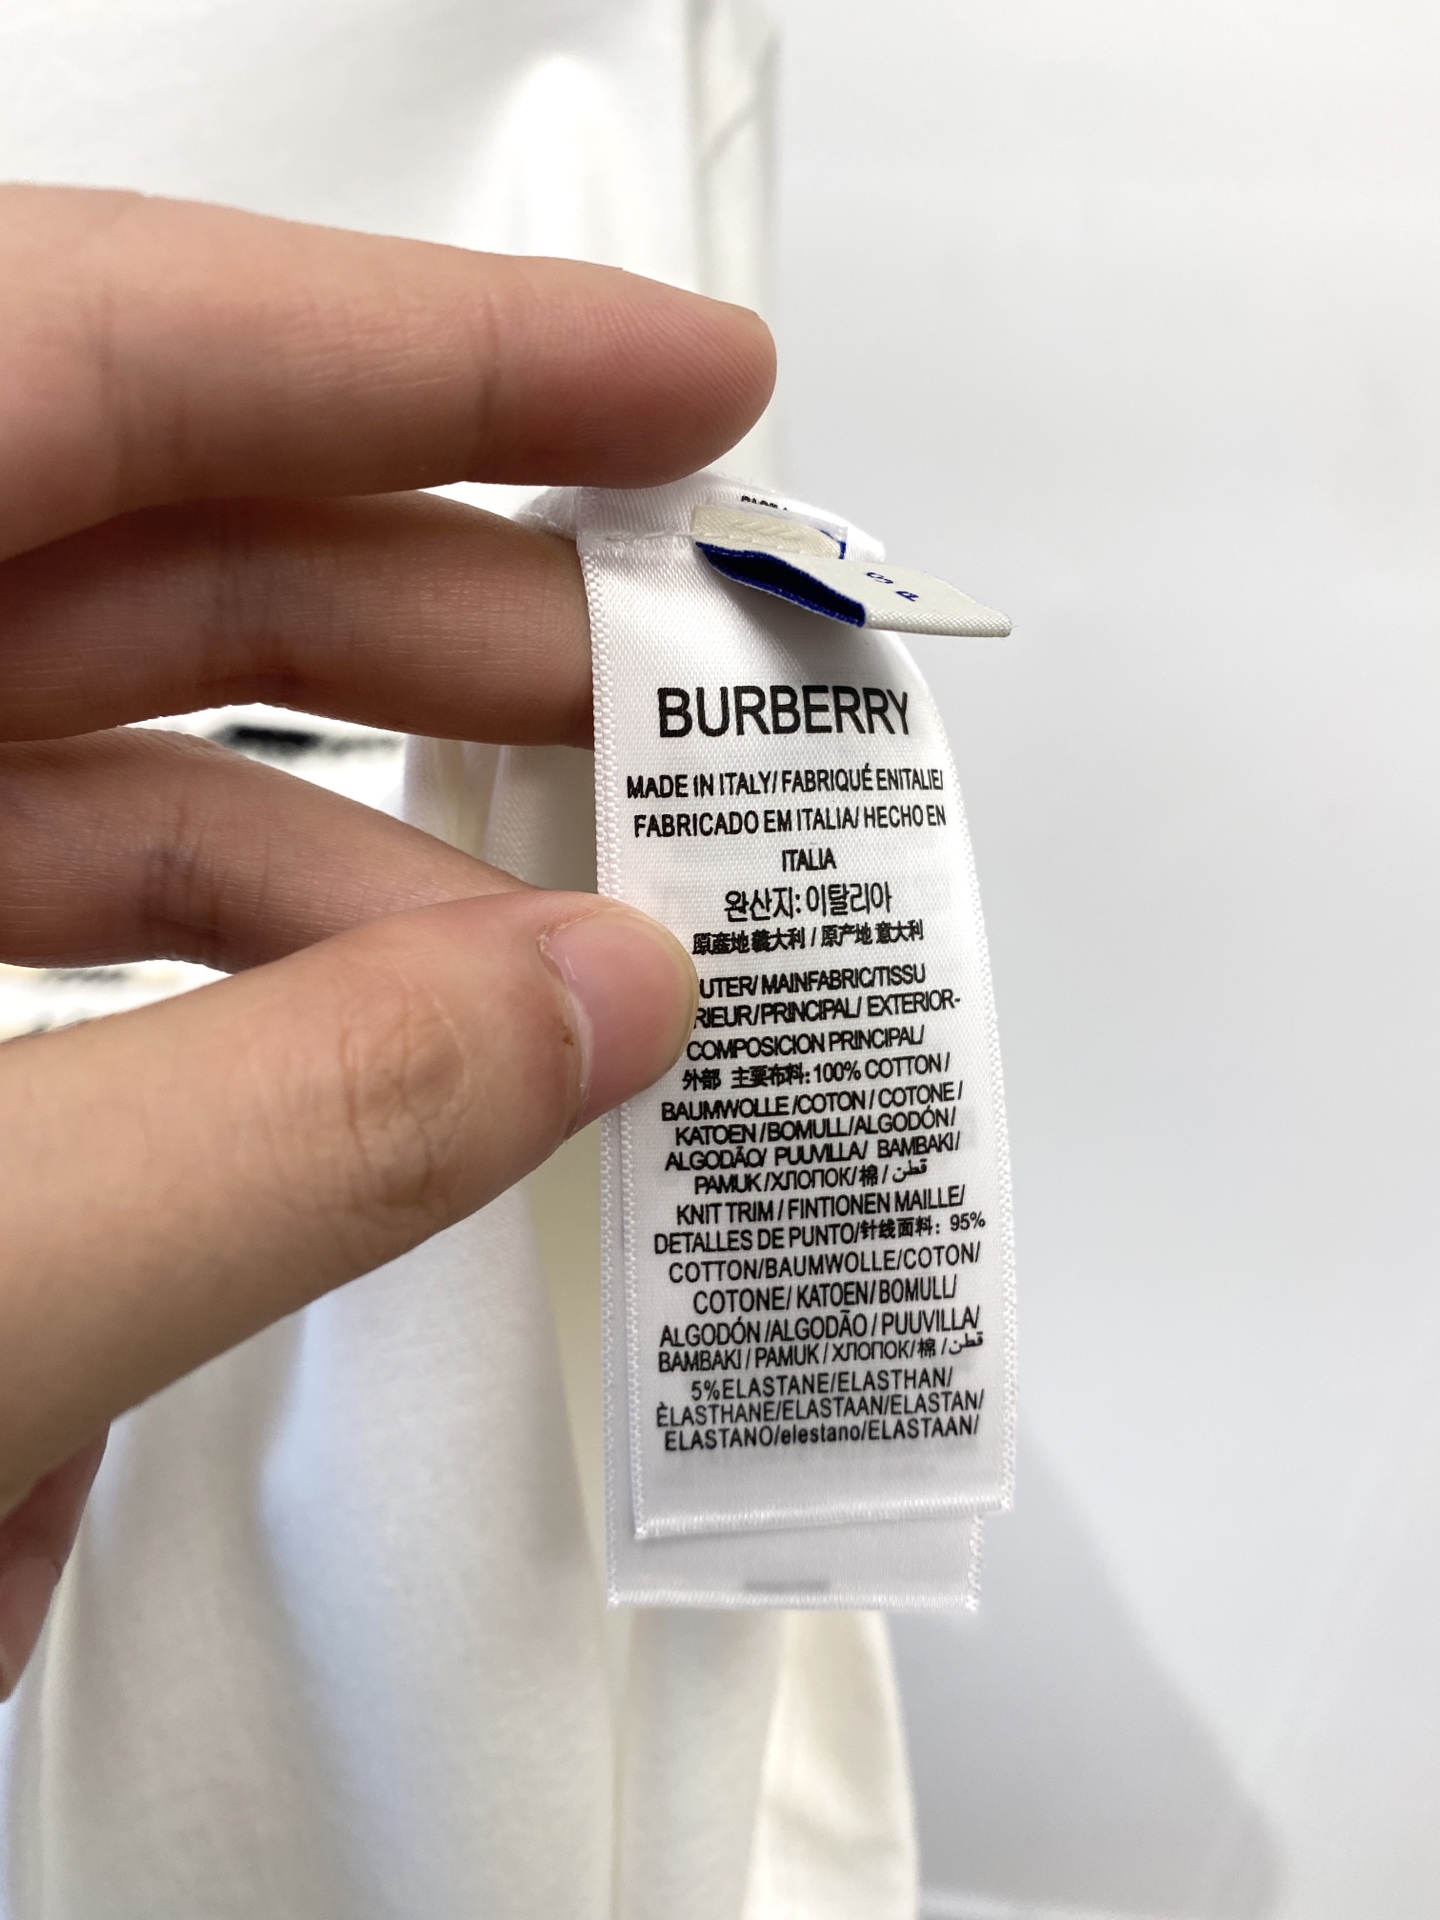 BURBERRY
MADE IN ITALY/ FABRIQUÉ ENITALIE/
FABRICADO EM ITALIA/ HECHO EN
ITALIA
완산지: 이탈리아
原産地 義大利 / 原产地 意大利
UTER/ MAINFABRIC/TISSU
RIEUR/PRINCIPAL/ EXTERIOR-
COMPOSICION PRINCIPAL/
外部 主要布料: 100% COTTON /
BAUMWOLLE /COTON / COTONE /
KATOEN /BOMULL/ALGODÓN/
ALGODÃO/ PUUVILLA/ BAMBAKI/
PAMUK /ХЛОПОК/ 棉 / قطن
KNIT TRIM / FINTIONEN MAILLE/
DETALLES DE PUNTO/针线面料: 95%
COTTON/BAUMWOLLE/COTON/
COTONE/ KATOEN/ BOMULL/
ALGODÓN /ALGODÃO / PUUVILLA/
BAMBAKI / PAMUK / ХЛОПОК/ 棉 / قطن
5%ELASTANE/ELASTHAN/
ÈLASTHANE/ELASTAAN/ELASTAN/
ELASTANO/elestano/ELASTAAN/